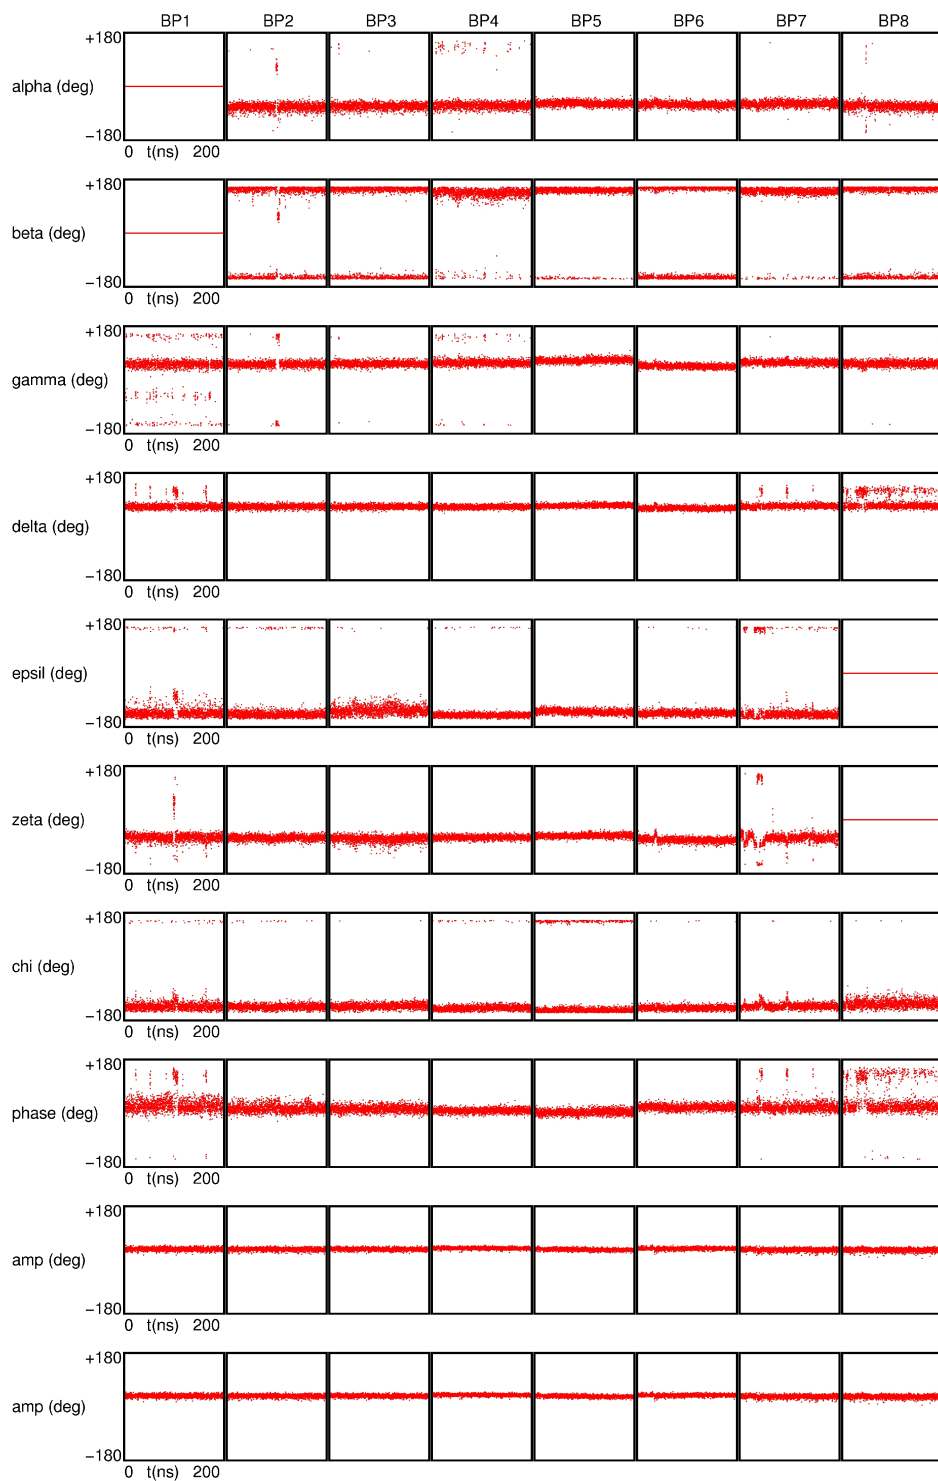 BP1 BP2 BP3 BP4 BP5 BP6 BP7 BP8
+180
alpha (deg)
−180
0 t(ns) 200
+180
beta (deg)
−180
0 t(ns) 200
+180
gamma (deg)
−180
0 t(ns) 200
+180
delta (deg)
−180
0 t(ns) 200
+180
epsil (deg)
−180
0 t(ns) 200
+180
zeta (deg)
−180
0 t(ns) 200
+180
chi (deg)
−180
0 t(ns) 200
+180
phase (deg)
−180
0 t(ns) 200
+180
amp (deg)
−180
0 t(ns) 200
+180
amp (deg)
−180
0 t(ns) 200